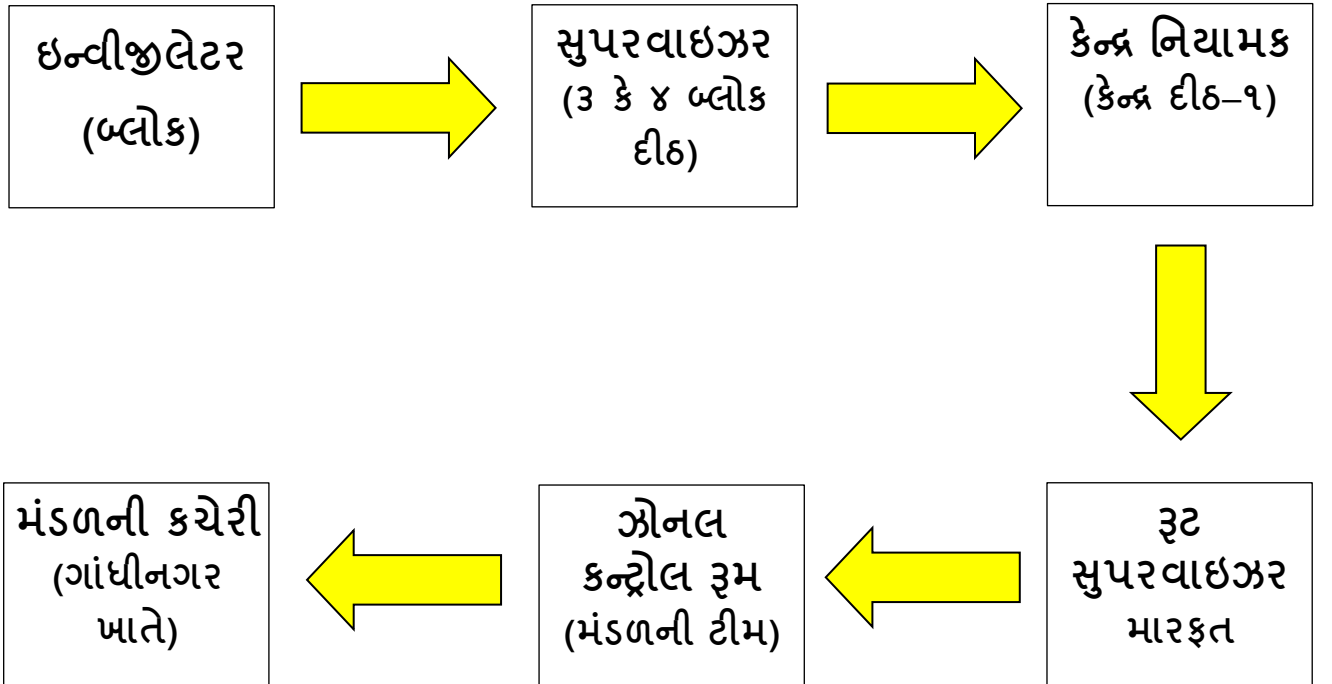 ઇન્વીજીલેટર
(બ્લોક)
સુપરવાઇઝર
(૩ કે ૪ બ્લોક
દીઠ)
કેન્દ્ર નિયામક
(કેન્દ્ર દીઠ–૧)
રૂટ
સુપરવાઇઝર
મારફત
ઝોનલ
કન્ટ્રોલ રૂમ
(મંડળની ટીમ)
મંડળની કચેરી
(ગાંધીનગર
ખાતે)